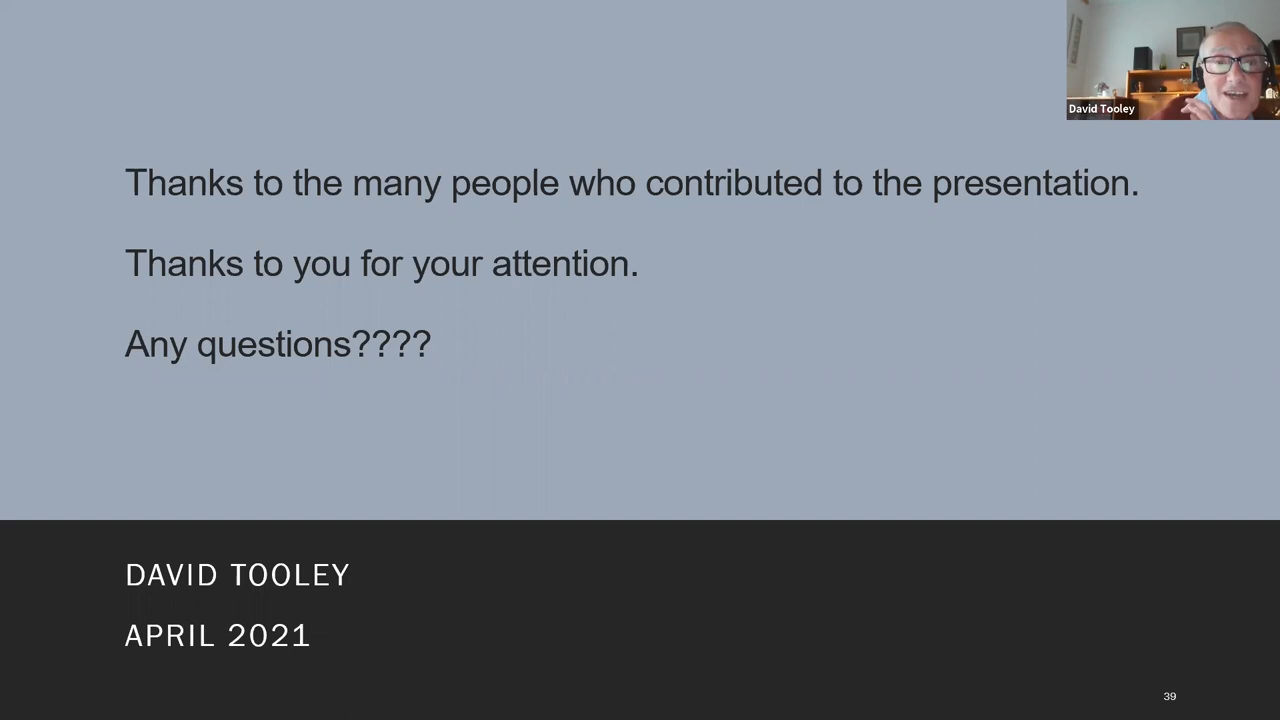 David Tooley
Thanks to the many people who contributed to the presentation.
Thanks to you for your attention.
Any questions????
DAVID TOOLEY
APRIL 2021
39